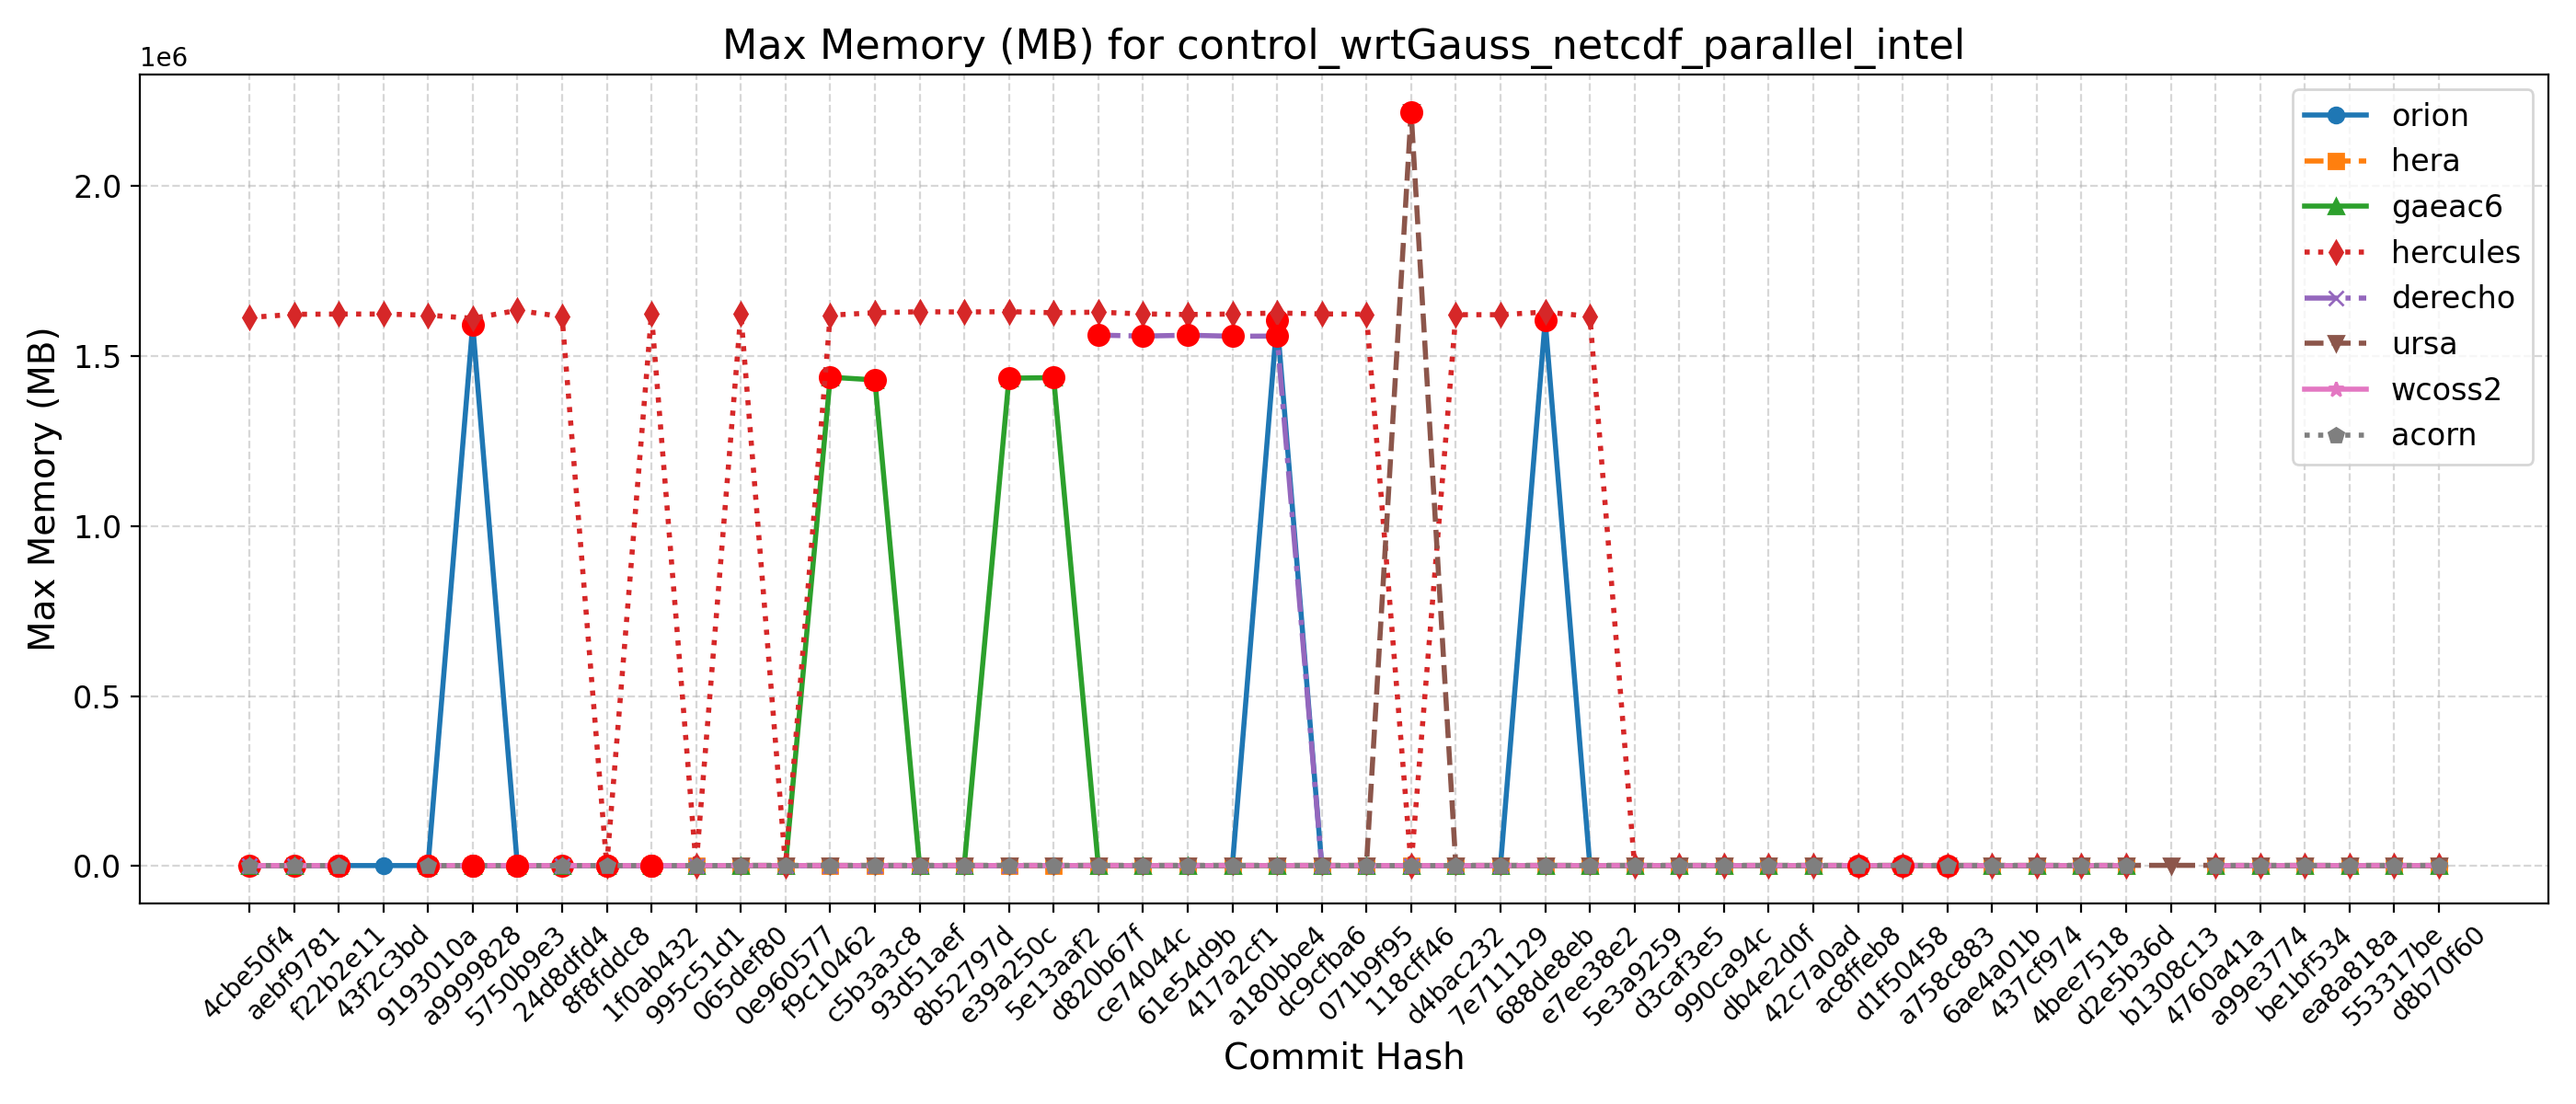 Max Memory (MB) for control_wrtGauss_netcdf_parallel_intel
1e6
2.0
1.5
1.0
0.5
0.0
Max Memory (MB)
orion
hera
gaeac6
hercules
derecho
ursa
wcoss2
acorn
4cbe50f4
aebf9781
f22b2e11
43f2c3bd
9193010a
a9999828
5750b9e3
24d8dfd4
8f8fddc8
1f0ab432
995c51d1
065def80
0e960577
f9c10462
c5b3a3c8
93d51aef
8b52797d
e39a250c
5e13aaf2
d820b67f
ce74044c
61e54d9b
417a2cf1
a180bbe4
dc9cfba6
071b9f95
118cff46
d4bac232
7e711129
688de8eb
e7ee38e2
5e3a9259
d3caf3e5
990ca94c
db4e2d0f
42c7a0ad
ac8ffeb8
d1f50458
a758c883
6ae4a01b
437cf974
4bee7518
d2e5b36d
b1308c13
4760a41a
a99e3774
be1bf534
ea8a818a
553317be
d8b70f60
Commit Hash